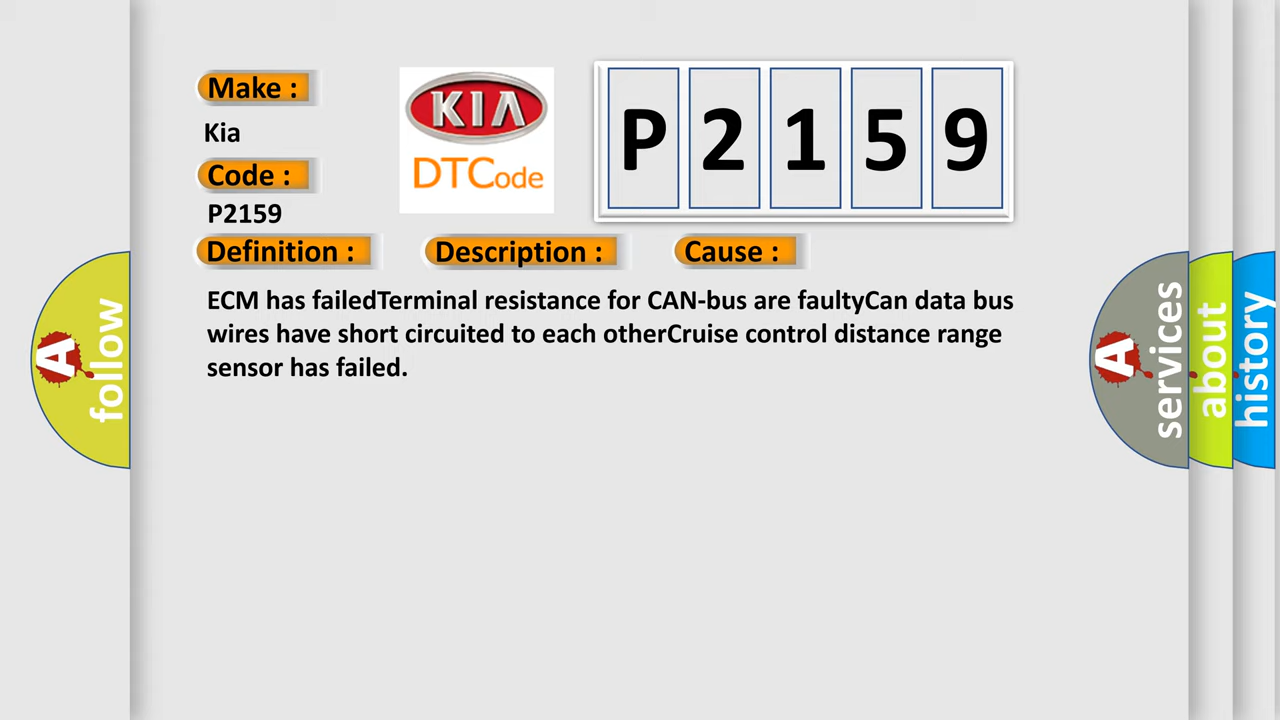 Make :
Kia
Code :
P2159
KIA
DTCode
P 2 1 5 9
Definition :
Description :
Cause :
ECM has failedTerminal resistance for CAN-bus are faultyCan data bus
wires have short circuited to each otherCruise control distance range
sensor has failed.
A follow
A services
about
history